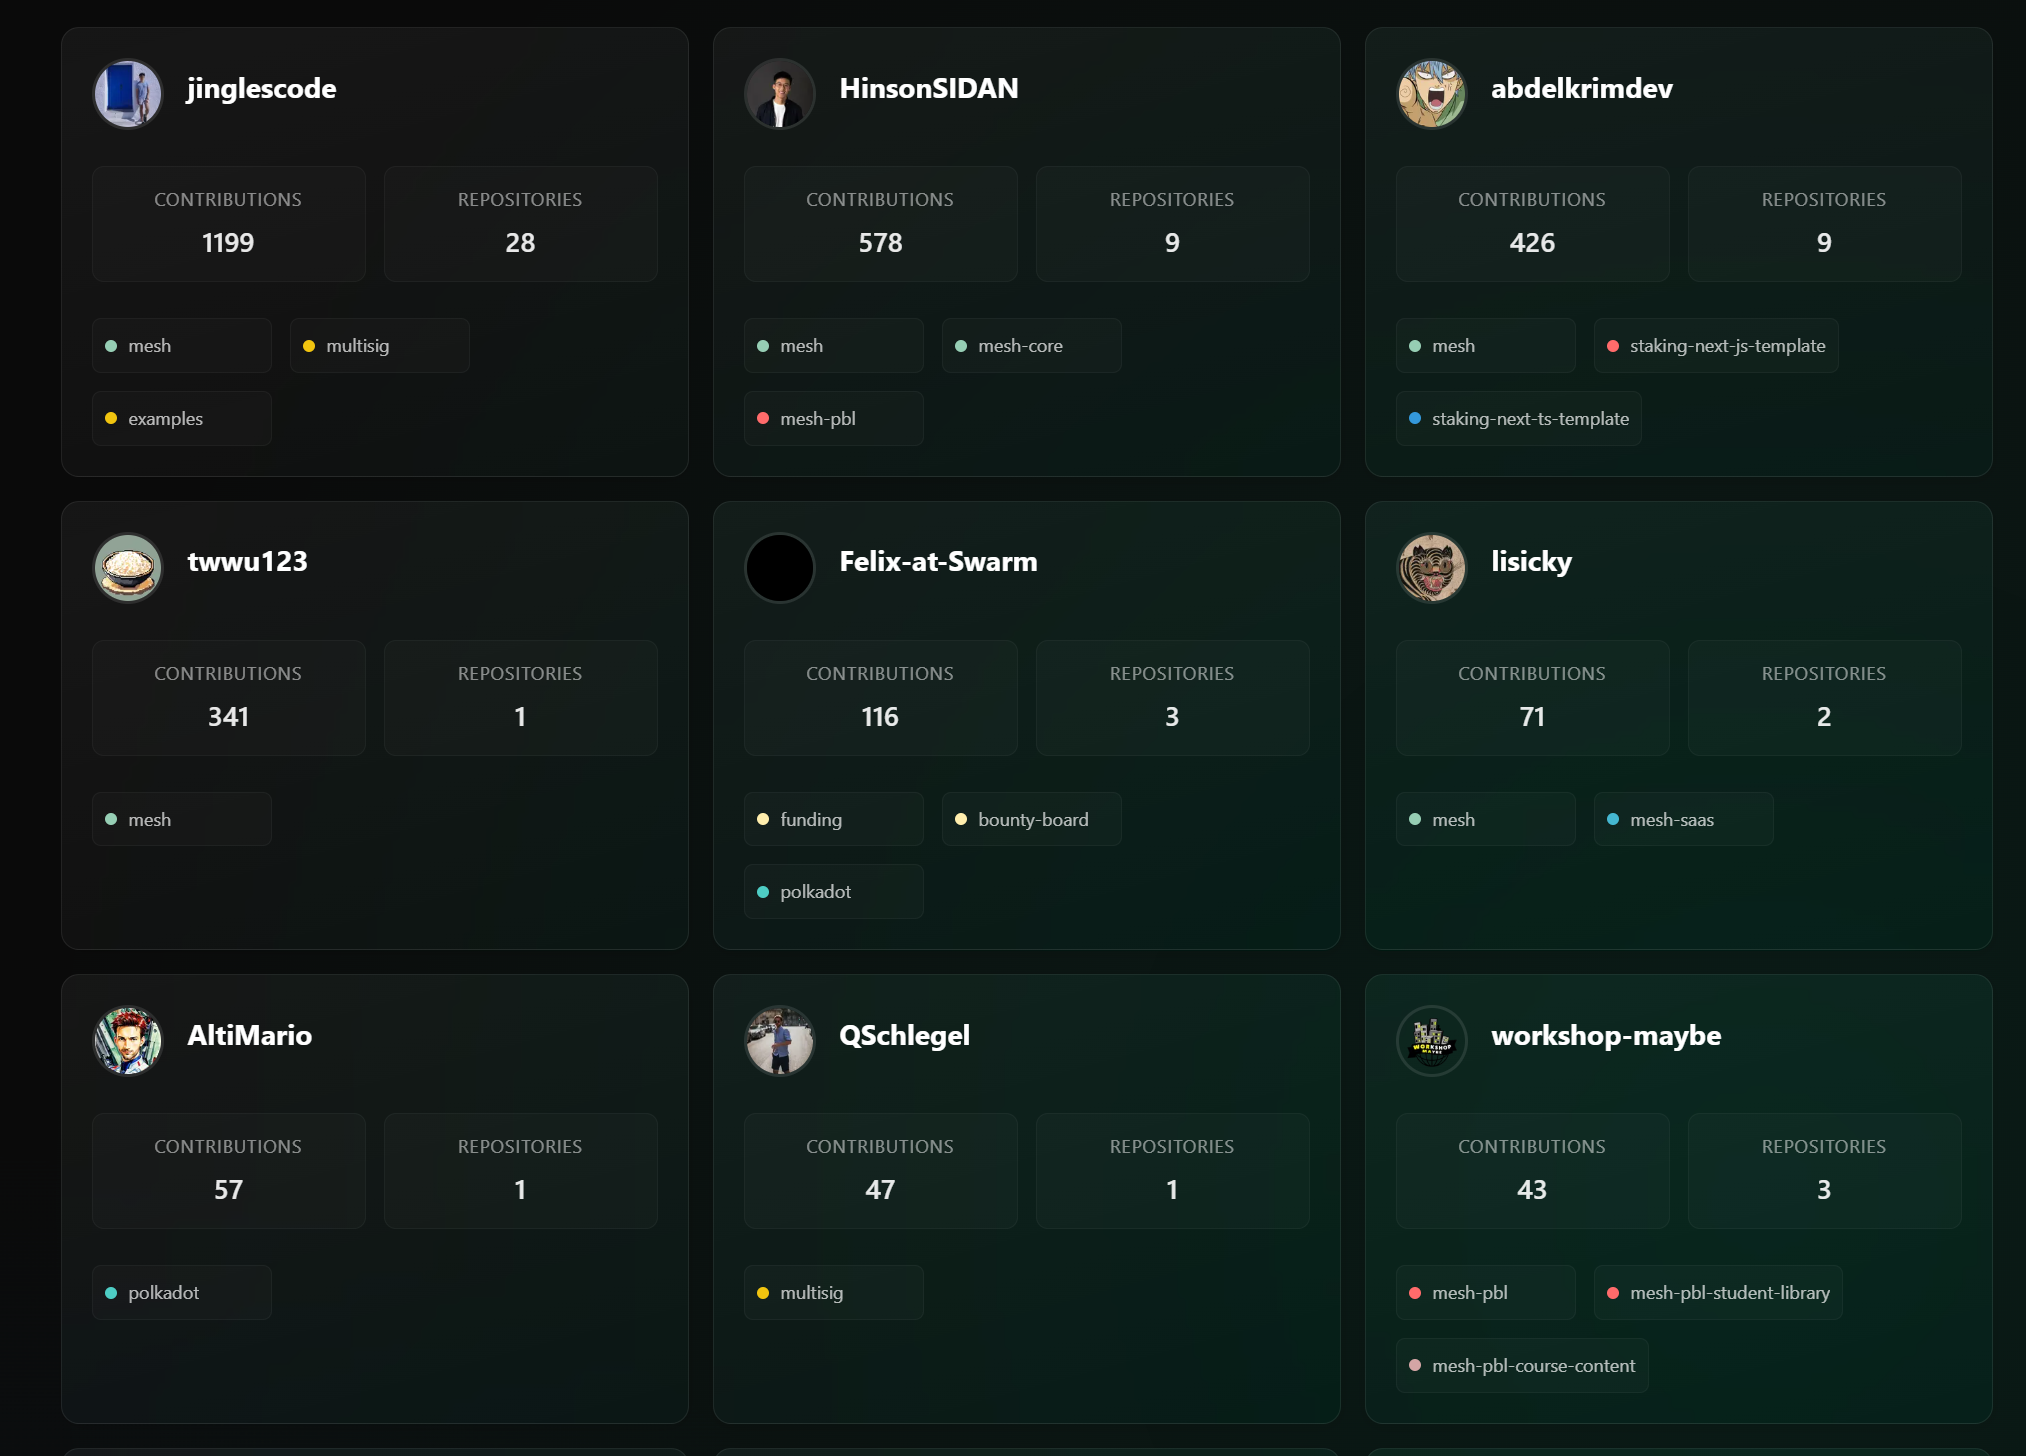 jinglescode
CONTRIBUTIONS
1199
REPOSITORIES
28
mesh
multisig
examples
HinsonSIDAN
CONTRIBUTIONS
578
REPOSITORIES
9
mesh
mesh-core
mesh-pbl
abdelkrimdev
CONTRIBUTIONS
426
REPOSITORIES
9
mesh
staking-next-js-template
staking-next-ts-template
twwu123
CONTRIBUTIONS
341
REPOSITORIES
1
mesh
Felix-at-Swarm
CONTRIBUTIONS
116
REPOSITORIES
3
funding
bounty-board
polkadot
lisicky
CONTRIBUTIONS
71
REPOSITORIES
2
mesh
mesh-saas
AltiMario
CONTRIBUTIONS
57
REPOSITORIES
1
polkadot
QSchlegel
CONTRIBUTIONS
47
REPOSITORIES
1
multisig
WORKSHOP
MAYBE
workshop-maybe
CONTRIBUTIONS
43
REPOSITORIES
3
mesh-pbl
mesh-pbl-student-library
mesh-pbl-course-content